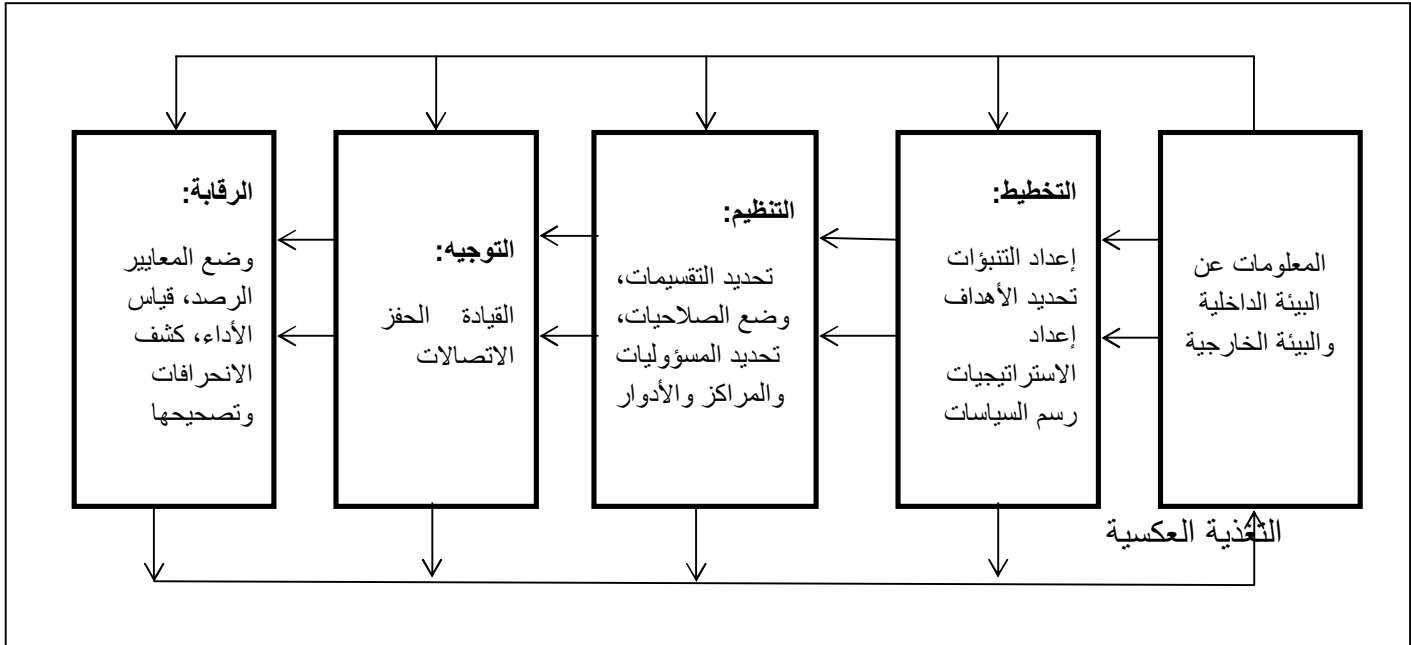 المعلومات عن
البيئة الداخلية
والبيئة الخارجية
التخطيط:
إعداد التنبؤات
تحديد الأهداف
إعداد
الاستراتيجيات
رسم السياسات
التنظيم:
تحديد التقسيمات،
وضع الصلاحيات،
تحديد المسؤوليات
والمراكز والأدوار
التوجيه:
القيادة الحفز
الاتصالات
الرقابة:
وضع المعايير
الرصد، قياس
الأداء، كشف
الانحرافات
وتصحيحها
التغذية العكسية